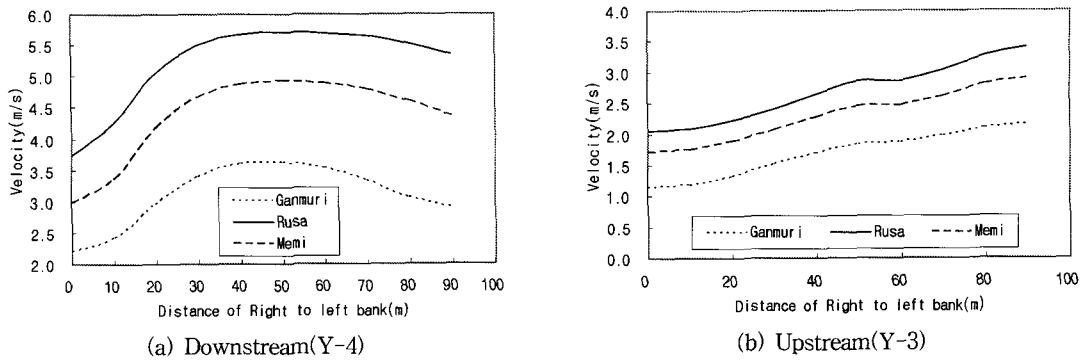 6.0
5.5
5.0
4.5
4.0
3.5
3.0
2.5
2.0
Velocity(m/s)
Ganmuri
Rusa
Memi
0 10 20 30 40 50 60 70 80 90 100
Distance of Right to left bank(m)
(a) Downstream(Y-4)
4.0
3.5
3.0
2.5
2.0
1.5
1.0
0.5
0.0
Velocity(m/s)
Ganmuri Rusa Memi
0 20 40 60 80 100
Distance of Right to left bank(m)
(b) Upstream(Y-3)